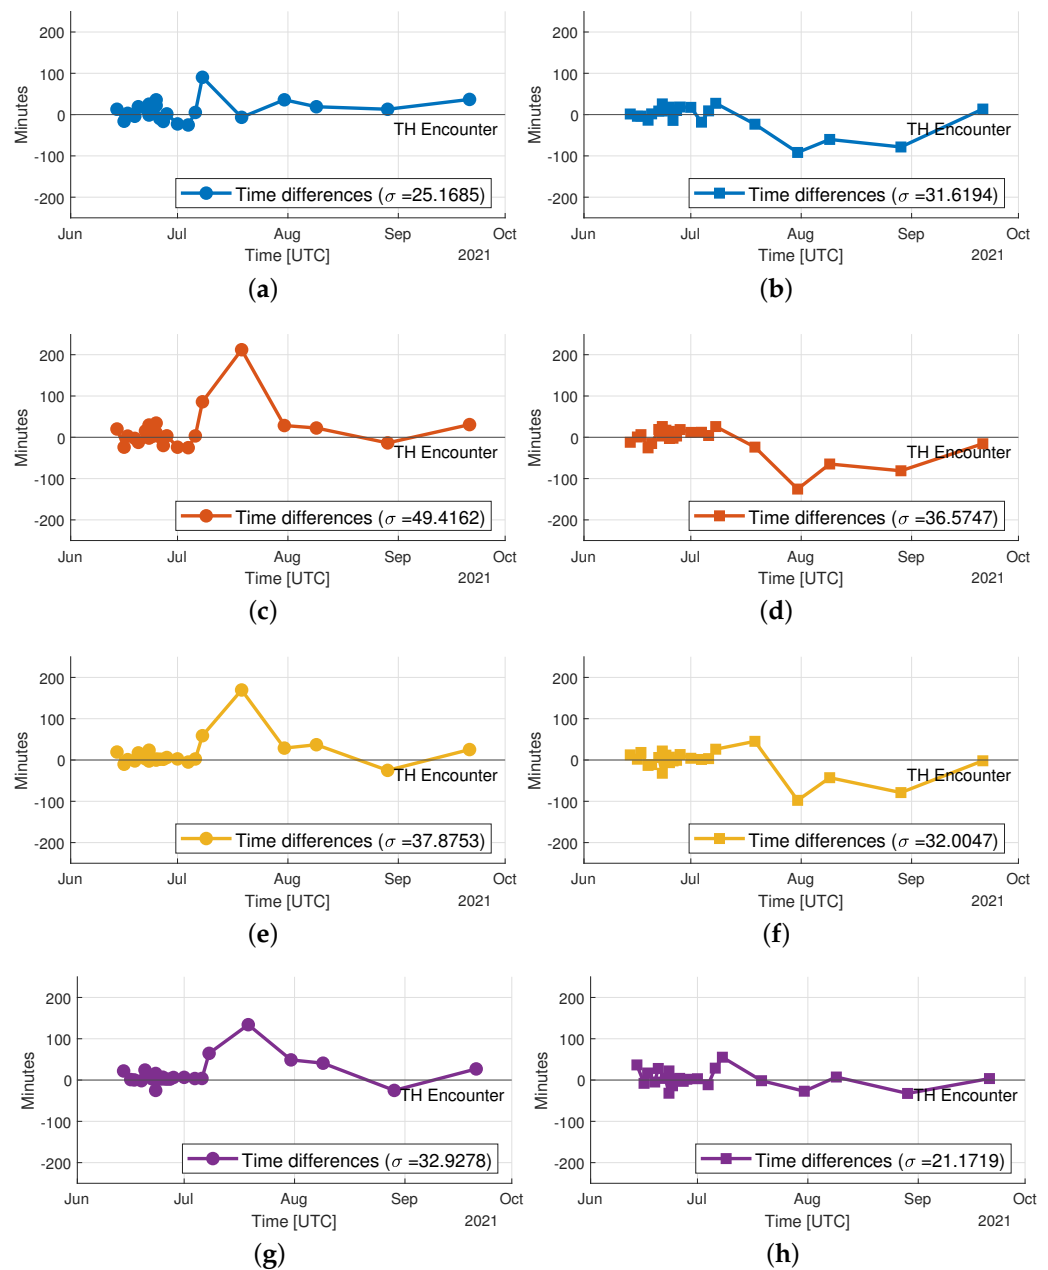 200
100
0
-100
-200
Minutes
TH Encounter
Time differences (σ =25.1685)
Jun
Jul
Aug
Sep
Oct
Time [UTC]
2021
(a)
200
100
0
-100
-200
Minutes
TH Encounter
Time differences (σ =31.6194)
Jun
Jul
Aug
Sep
Oct
Time [UTC]
2021
(b)
200
100
0
-100
-200
Minutes
TH Encounter
Time differences (σ =49.4162)
Jun
Jul
Aug
Sep
Oct
Time [UTC]
2021
(c)
200
100
0
-100
-200
Minutes
TH Encounter
Time differences (σ =36.5747)
Jun
Jul
Aug
Sep
Oct
Time [UTC]
2021
(d)
200
100
0
-100
-200
Minutes
TH Encounter
Time differences (σ =37.8753)
Jun
Jul
Aug
Sep
Oct
Time [UTC]
2021
(e)
200
100
0
-100
-200
Minutes
TH Encounter
Time differences (σ =32.0047)
Jun
Jul
Aug
Sep
Oct
Time [UTC]
2021
(f)
200
100
0
-100
-200
Minutes
TH Encounter
Time differences (σ =32.9278)
Jun
Jul
Aug
Sep
Oct
Time [UTC]
2021
(g)
200
100
0
-100
-200
Minutes
TH Encounter
Time differences (σ =21.1719)
Jun
Jul
Aug
Sep
Oct
Time [UTC]
2021
(h)